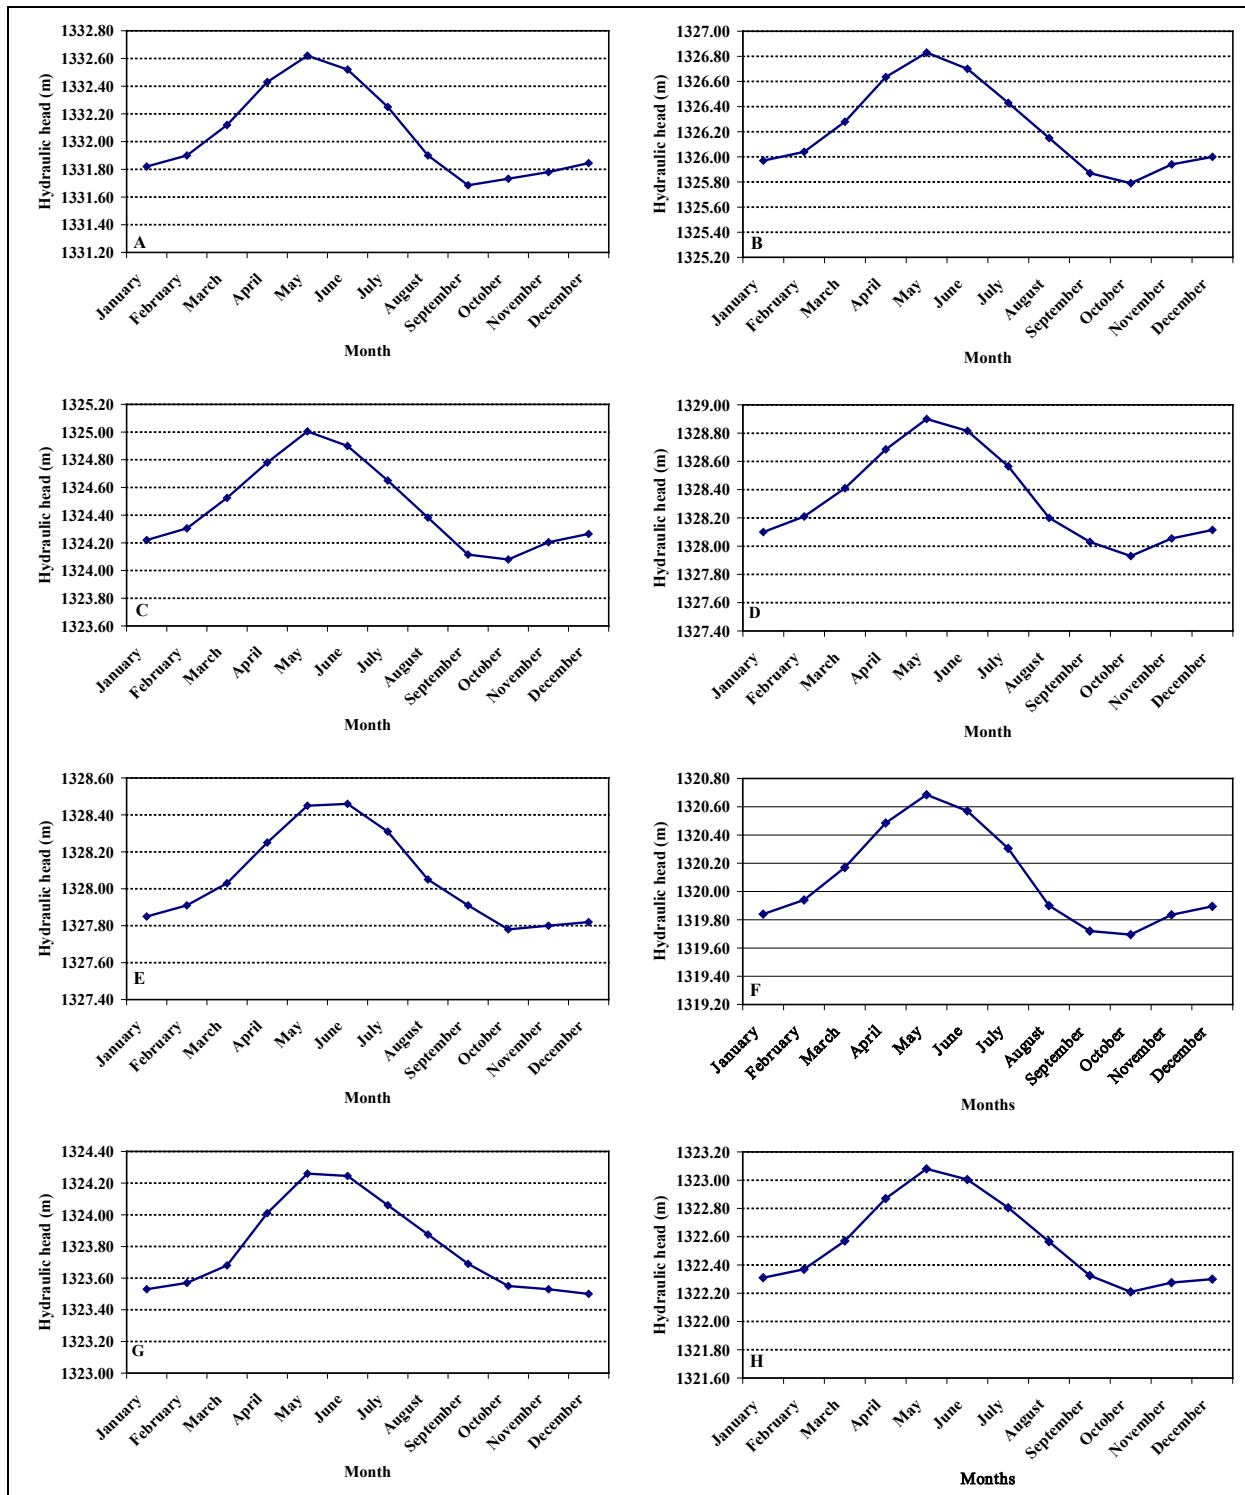 Hydraulic head (m)
1332.80
1332.60
1332.40
1332.20
1332.00
1331.80
1331.60
1331.40
1331.20
A
January
February
March
April
May
June
July
August
September
October
November
December
Month
Hydraulic head (m)
1327.00
1326.80
1326.60
1326.40
1326.20
1326.00
1325.80
1325.60
1325.40
1325.20
B
January
February
March
April
May
June
July
August
September
October
November
December
Month
Hydraulic head (m)
1325.20
1325.00
1324.80
1324.60
1324.40
1324.20
1324.00
1323.80
1323.60
C
January
February
March
April
May
June
July
August
September
October
November
December
Month
Hydraulic head (m)
1329.00
1328.80
1328.60
1328.40
1328.20
1328.00
1327.80
1327.60
1327.40
D
January
February
March
April
May
June
July
August
September
October
November
December
Month
Hydraulic head (m)
1328.60
1328.40
1328.20
1328.00
1327.80
1327.60
1327.40
E
January
February
March
April
May
June
July
August
September
October
November
December
Month
Hydraulic head (m)
1320.80
1320.60
1320.40
1320.20
1320.00
1319.80
1319.60
1319.40
1319.20
F
January
February
March
April
May
June
July
August
September
October
November
December
Months
Hydraulic head (m)
1324.40
1324.20
1324.00
1323.80
1323.60
1323.40
1323.20
1323.00
G
January
February
March
April
May
June
July
August
September
October
November
December
Month
Hydraulic head (m)
1323.20
1323.00
1322.80
1322.60
1322.40
1322.20
1322.00
1321.80
1321.60
H
January
February
March
April
May
June
July
August
September
October
November
December
Months